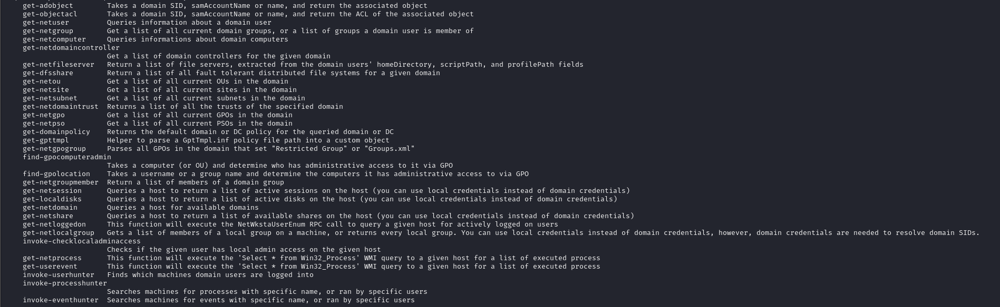 get-adobject        Takes a domain SID, samAccountName or name, and return the associated object
get-objectacl       Takes a domain SID, samAccountName or name, and return the ACL of the associated object
get-netuser         Queries information about a domain user
get-netgroup        Get a list of all current domain groups, or a list of groups a domain user is member of
get-netcomputer     Queries informations about domain computers
get-netdomaincontroller
                    Get a list of domain controllers for the given domain
get-netfileserver   Return a list of file servers, extracted from the domain users' homeDirectory, scriptPath, and profilePath fields
get-dfsshare        Return a list of all fault tolerant distributed file systems for a given domain
get-netou           Get a list of all current OUs in the domain
get-netsite         Get a list of all current sites in the domain
get-netsubnet       Get a list of all current subnets in the domain
get-netdomaintrust  Returns a list of all the trusts of the specified domain
get-netgpo          Get a list of all current GPOs in the domain
get-netpso          Get a list of all current PSOs in the domain
get-domainpolicy    Returns the default domain or DC policy for the queried domain or DC
get-gpttmpl         Helper to parse a GptTmpl.inf policy file path into a custom object
get-netgpogroup     Parses all GPOs in the domain that set "Restricted Group" or "Groups.xml"
find-gpocomputeradmin
                    Takes a computer (or OU) and determine who has administrative access to it via GPO
find-gpolocation    Takes a username or a group name and determine the computers it has administrative access to via GPO
get-netgroupmember  Return a list of members of a domain group
get-netsession      Queries a host to return a list of active sessions on the host (you can use local credentials instead of domain credentials)
get-localdisks      Queries a host to return a list of active disks on the host (you can use local credentials instead of domain credentials)
get-netdomain       Queries a host for available domains
get-netshare        Queries a host to return a list of available shares on the host (you can use local credentials instead of domain credentials)
get-netloggedon     This function will execute the NetWkstaUserEnum RPC call to query a given host for actively logged on users
get-netlocalgroup   Gets a list of members of a local group on a machine, or returns every local group. You can use local credentials instead of domain credentials, however, domain credentials are needed to resolve domain SIDs.
invoke-checklocaladminaccess
                    Checks if the given user has local admin access on the given host
get-netprocess      This function will execute the 'Select * from Win32_Process' WMI query to a given host for a list of executed process
get-userevent       This function will execute the 'Select * from Win32_Process' WMI query to a given host for a list of executed process
invoke-userhunter   Finds which machines domain users are logged into
invoke-processhunter
                    Searches machines for processes with specific name, or ran by specific users
invoke-eventhunter  Searches machines for events with specific name, or ran by specific users